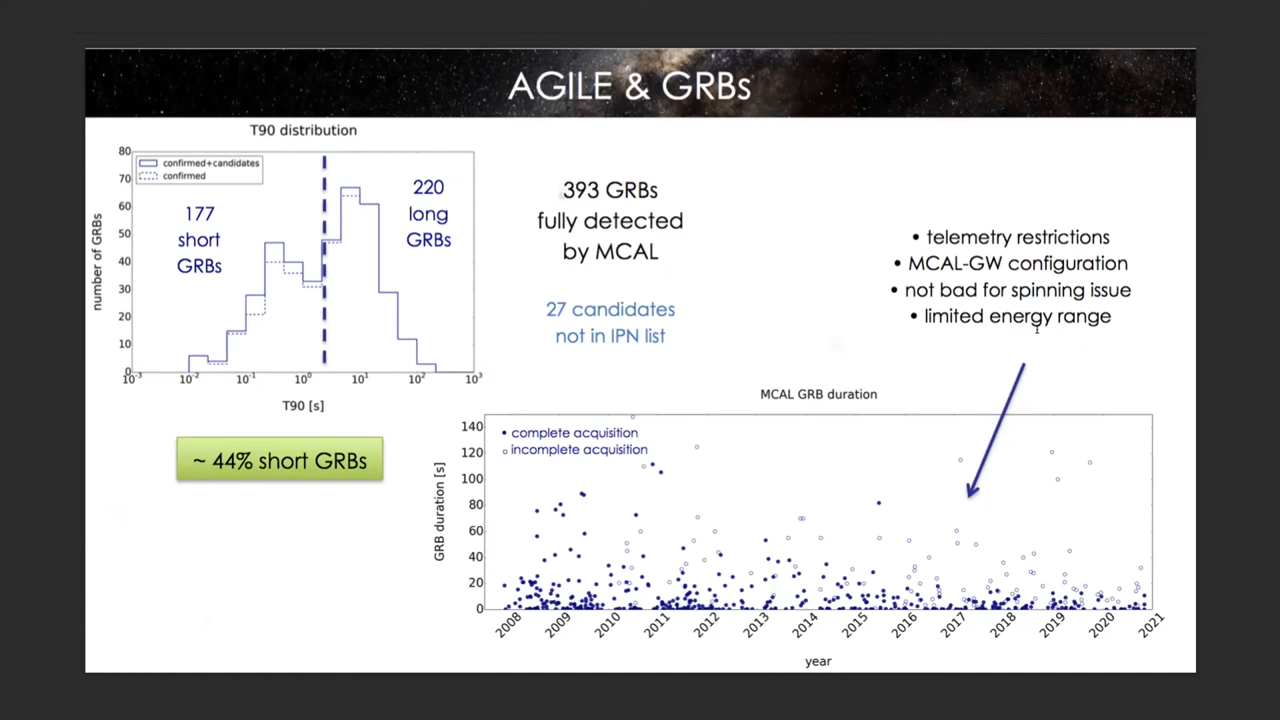 AGILE & GRBs
T90 distribution
confirmed+candidates
confirmed
177
short
GRBs
220
long
GRBs
number of GRBs
80
70
60
50
40
30
20
10
0
10⁻³ 10⁻² 10⁻¹ 10⁰ 10¹ 10² 10³
T90 [s]
~ 44% short GRBs
393 GRBs
fully detected
by MCAL
27 candidates
not in IPN list
• telemetry restrictions
• MCAL-GW configuration
• not bad for spinning issue
• limited energy range
MCAL GRB duration
complete acquisition
incomplete acquisition
GRB duration [s]
140
120
100
80
60
40
20
0
2008 2009 2010 2011 2012 2013 2014 2015 2016 2017 2018 2019 2020 2021
year